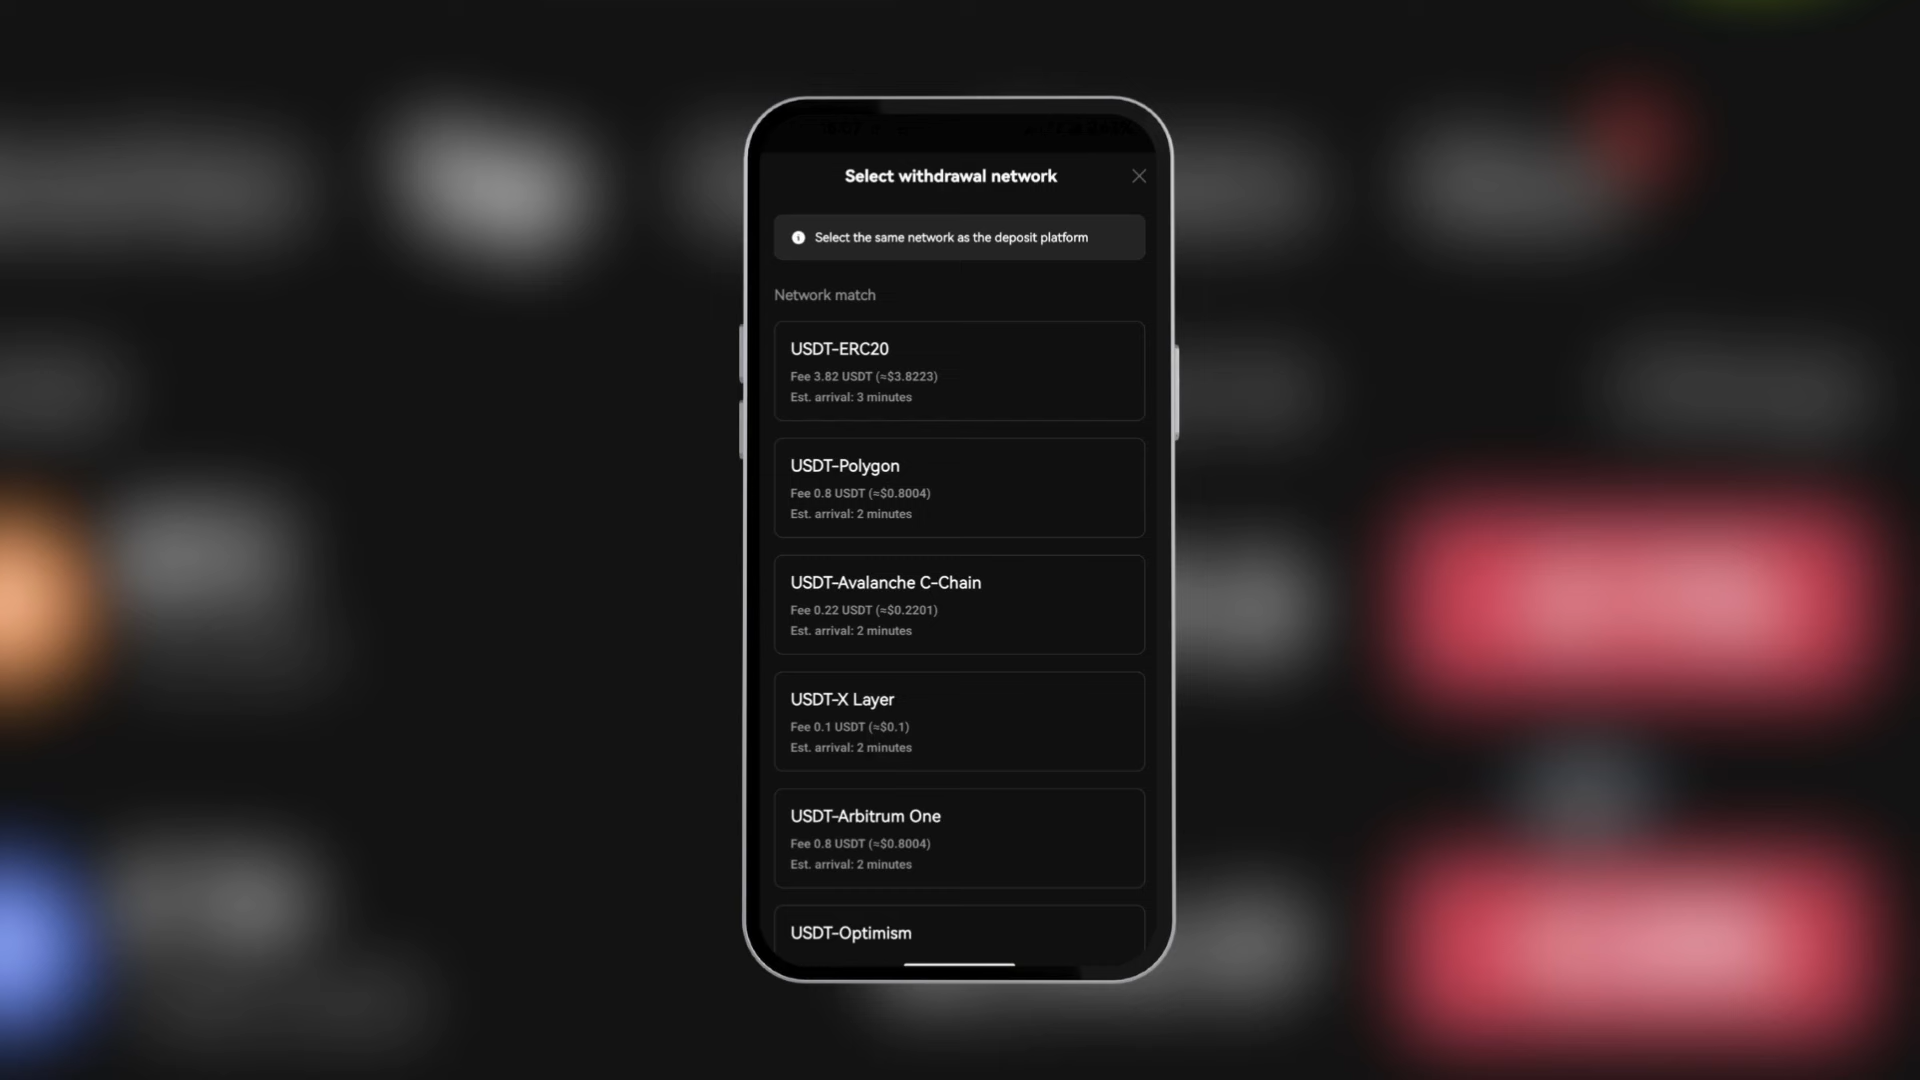 Select withdrawal network
Select the same network as the deposit platform
Network match
USDT-ERC20
Fee 3.82 USDT (≈$3.8223)
Est. arrival: 3 minutes
USDT-Polygon
Fee 0.8 USDT (≈$0.8004)
Est. arrival: 2 minutes
USDT-Avalanche C-Chain
Fee 0.22 USDT (≈$0.2201)
Est. arrival: 2 minutes
USDT-X Layer
Fee 0.1 USDT (≈$0.1)
Est. arrival: 2 minutes
USDT-Arbitrum One
Fee 0.8 USDT (≈$0.8004)
Est. arrival: 2 minutes
USDT-Optimism